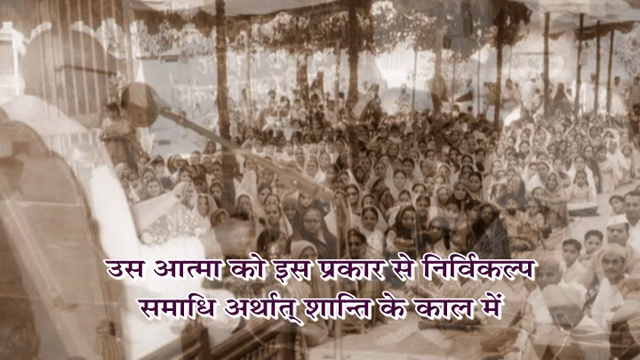 उस आत्मा को इस प्रकार से निर्विकल्प
समाधि अर्थात् शान्ति के काल में